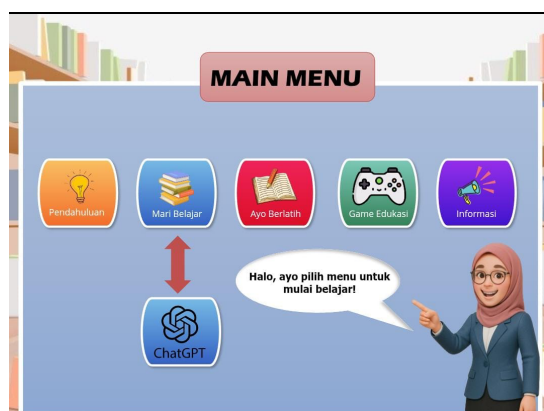 MAIN MENU
Pendahuluan
Mari Belajar
Ayo Berlatih
Game Edukasi
Informasi
Halo, ayo pilih menu untuk
mulai belajar!
ChatGPT